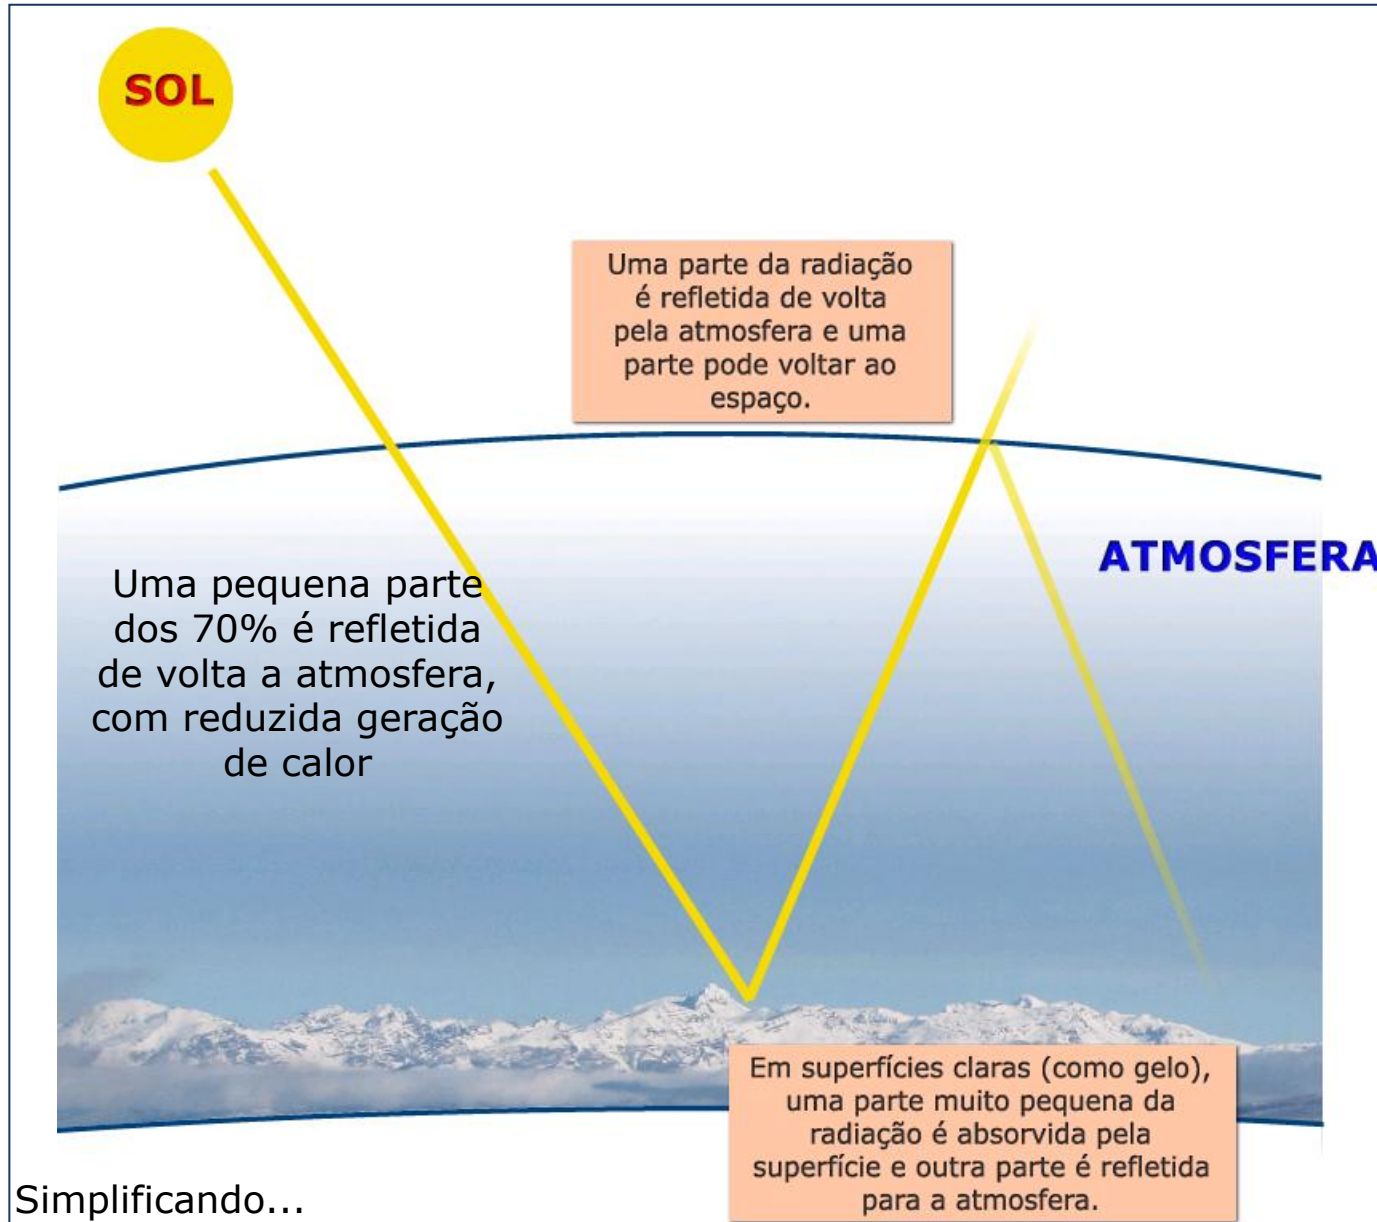 SOL
Uma parte da radiação
é refletida de volta
pela atmosfera e uma
parte pode voltar ao
espaço.
ATMOSFERA
Uma pequena parte
dos 70% é refletida
de volta a atmosfera,
com reduzida geração
de calor
Em superfícies claras (como gelo),
uma parte muito pequena da
radiação é absorvida pela
superfície e outra parte é refletida
para a atmosfera.
Simplificando...